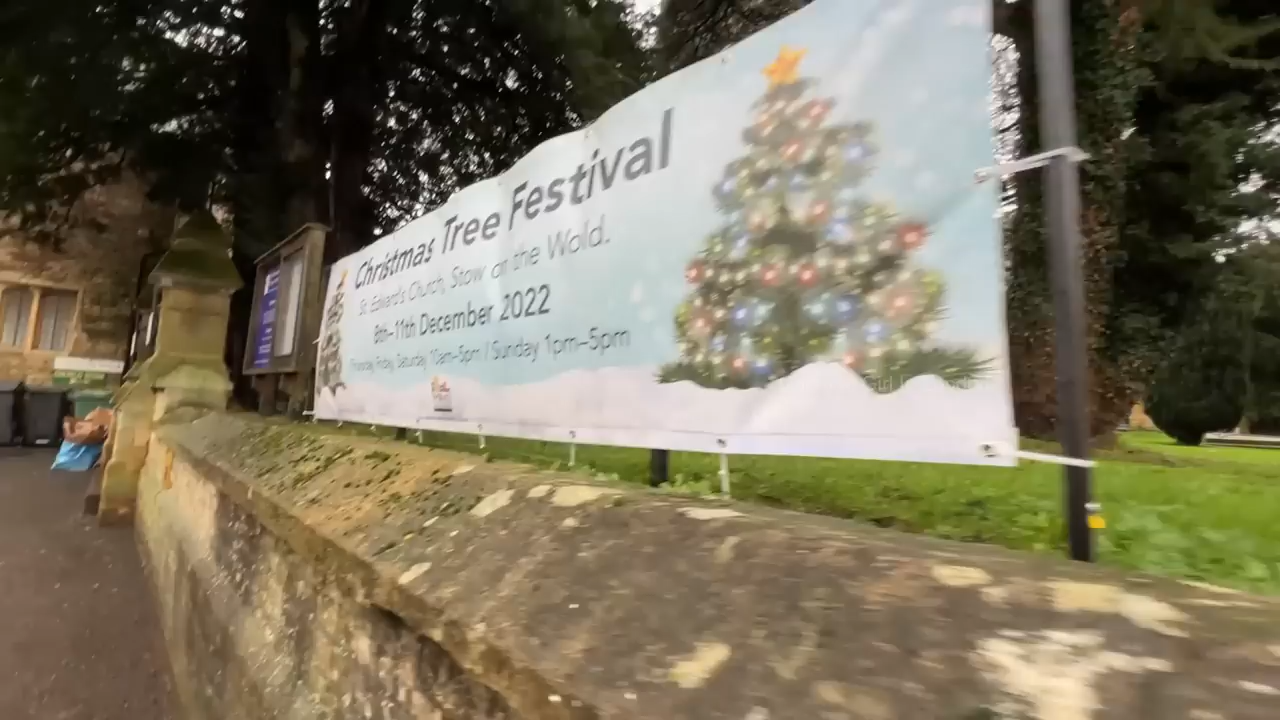 Christmas Tree Festival
St. Edward's Church, Stow on the Wold.
8th–11th December 2022
Thursday, Friday, Saturday 10am–5pm / Sunday 1pm–5pm